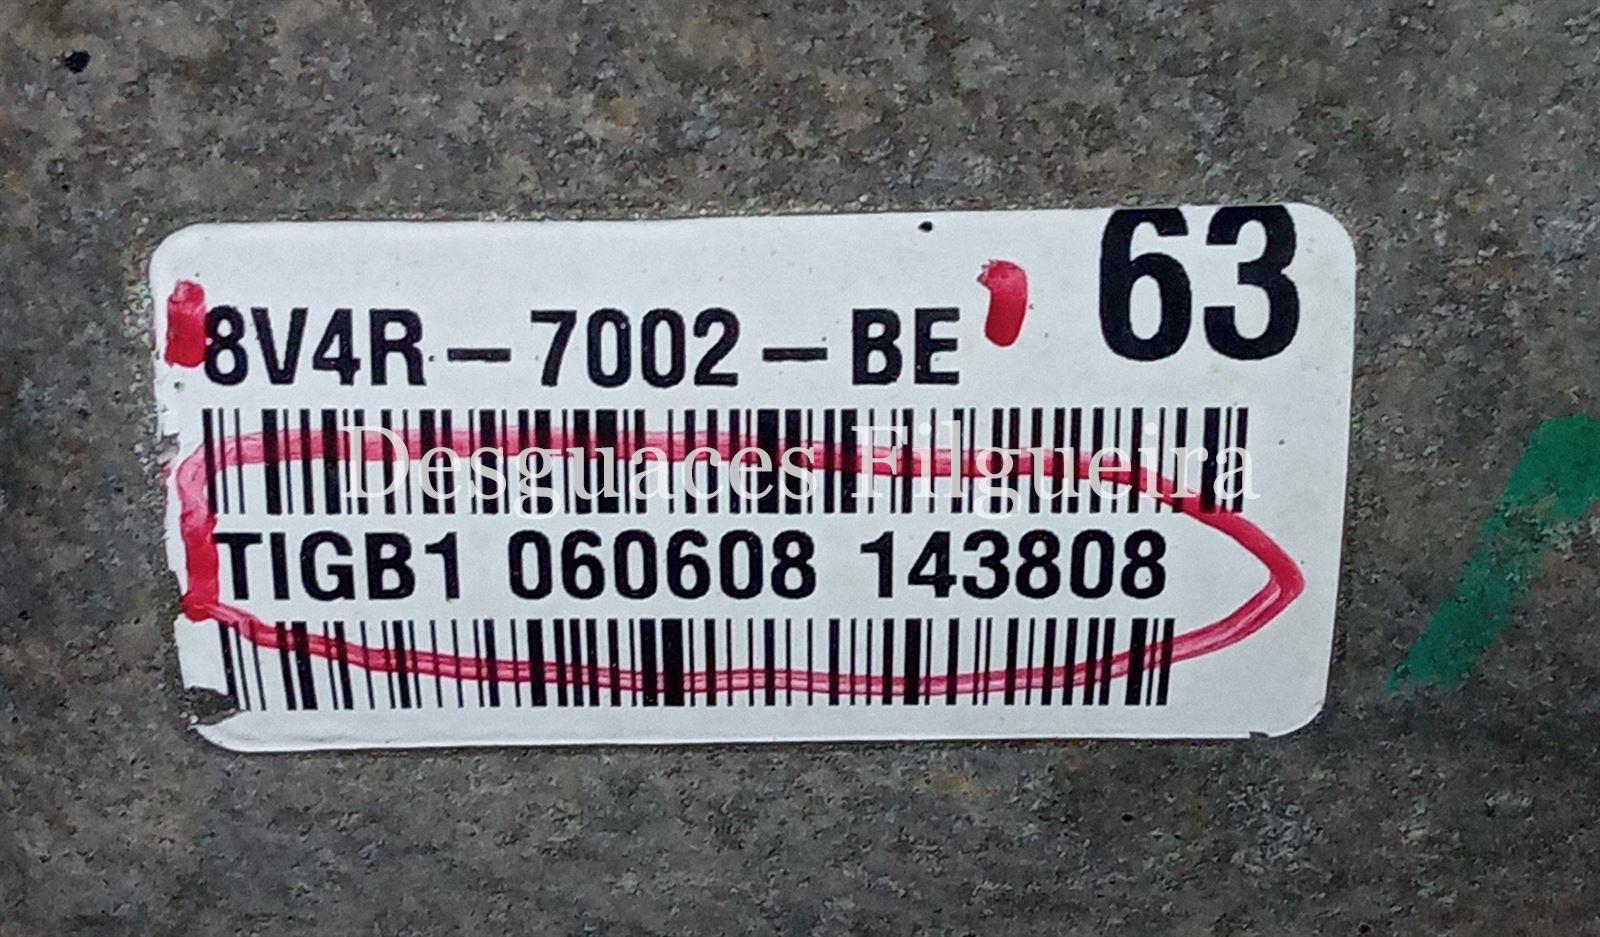 63
8V4R-7002-BE
Desguaces Filgueira
TIGB1 060608 143808